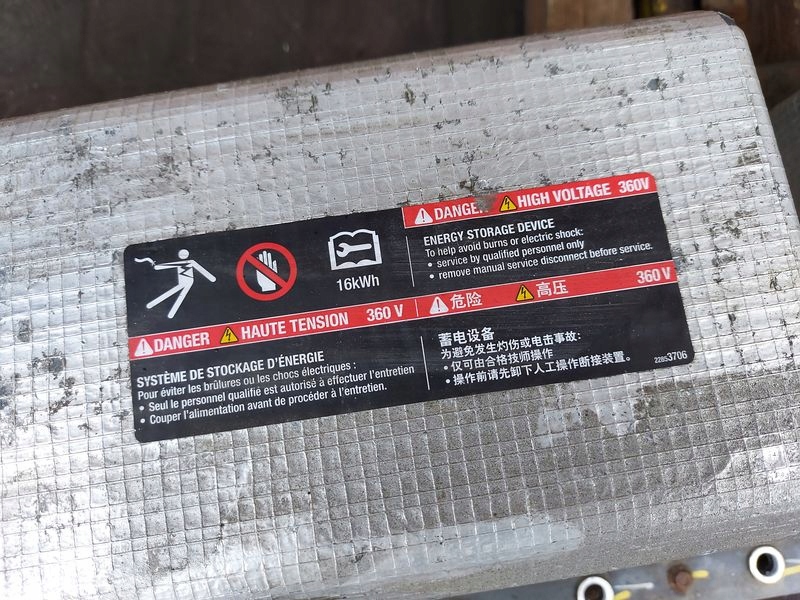 16kWh
DANGER HIGH VOLTAGE 360V
ENERGY STORAGE DEVICE
To help avoid burns or electric shock:
• service by qualified personnel only
• remove manual service disconnect before service.
DANGER HAUTE TENSION 360 V
SYSTÈME DE STOCKAGE D'ÉNERGIE
Pour éviter les brûlures ou les chocs électriques :
• Seul le personnel qualifié est autorisé à effectuer l'entretien
• Couper l'alimentation avant de procéder à l'entretien.
危险 高压 360 V
蓄电设备
为避免发生灼伤或电击事故:
• 仅可由合格技师操作
• 操作前请先卸下人工操作断接装置。
22853706